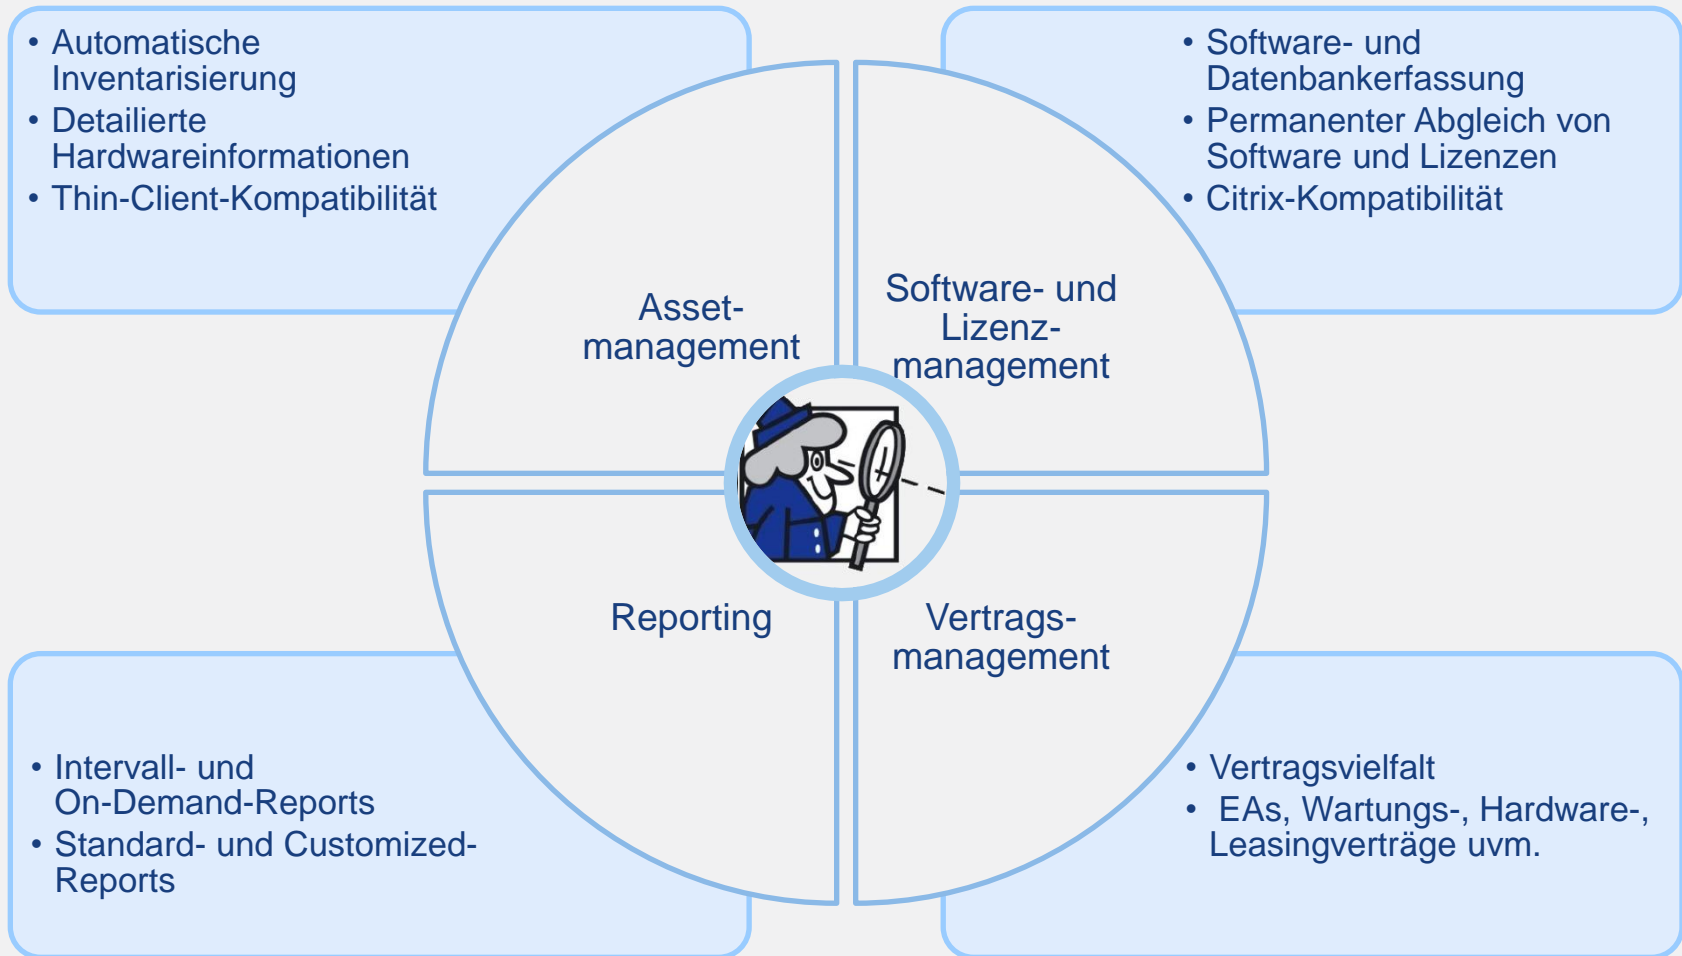 • Automatische
Inventarisierung
• Detailierte
Hardwareinformationen
• Thin-Client-Kompatibilität
• Software- und
Datenbankerfassung
• Permanenter Abgleich von
Software und Lizenzen
• Citrix-Kompatibilität
Asset-
management
Software- und
Lizenz-
management
Reporting
Vertrags-
management
• Intervall- und
On-Demand-Reports
• Standard- und Customized-
Reports
• Vertragsvielfalt
• EAs, Wartungs-, Hardware-,
Leasingverträge uvm.